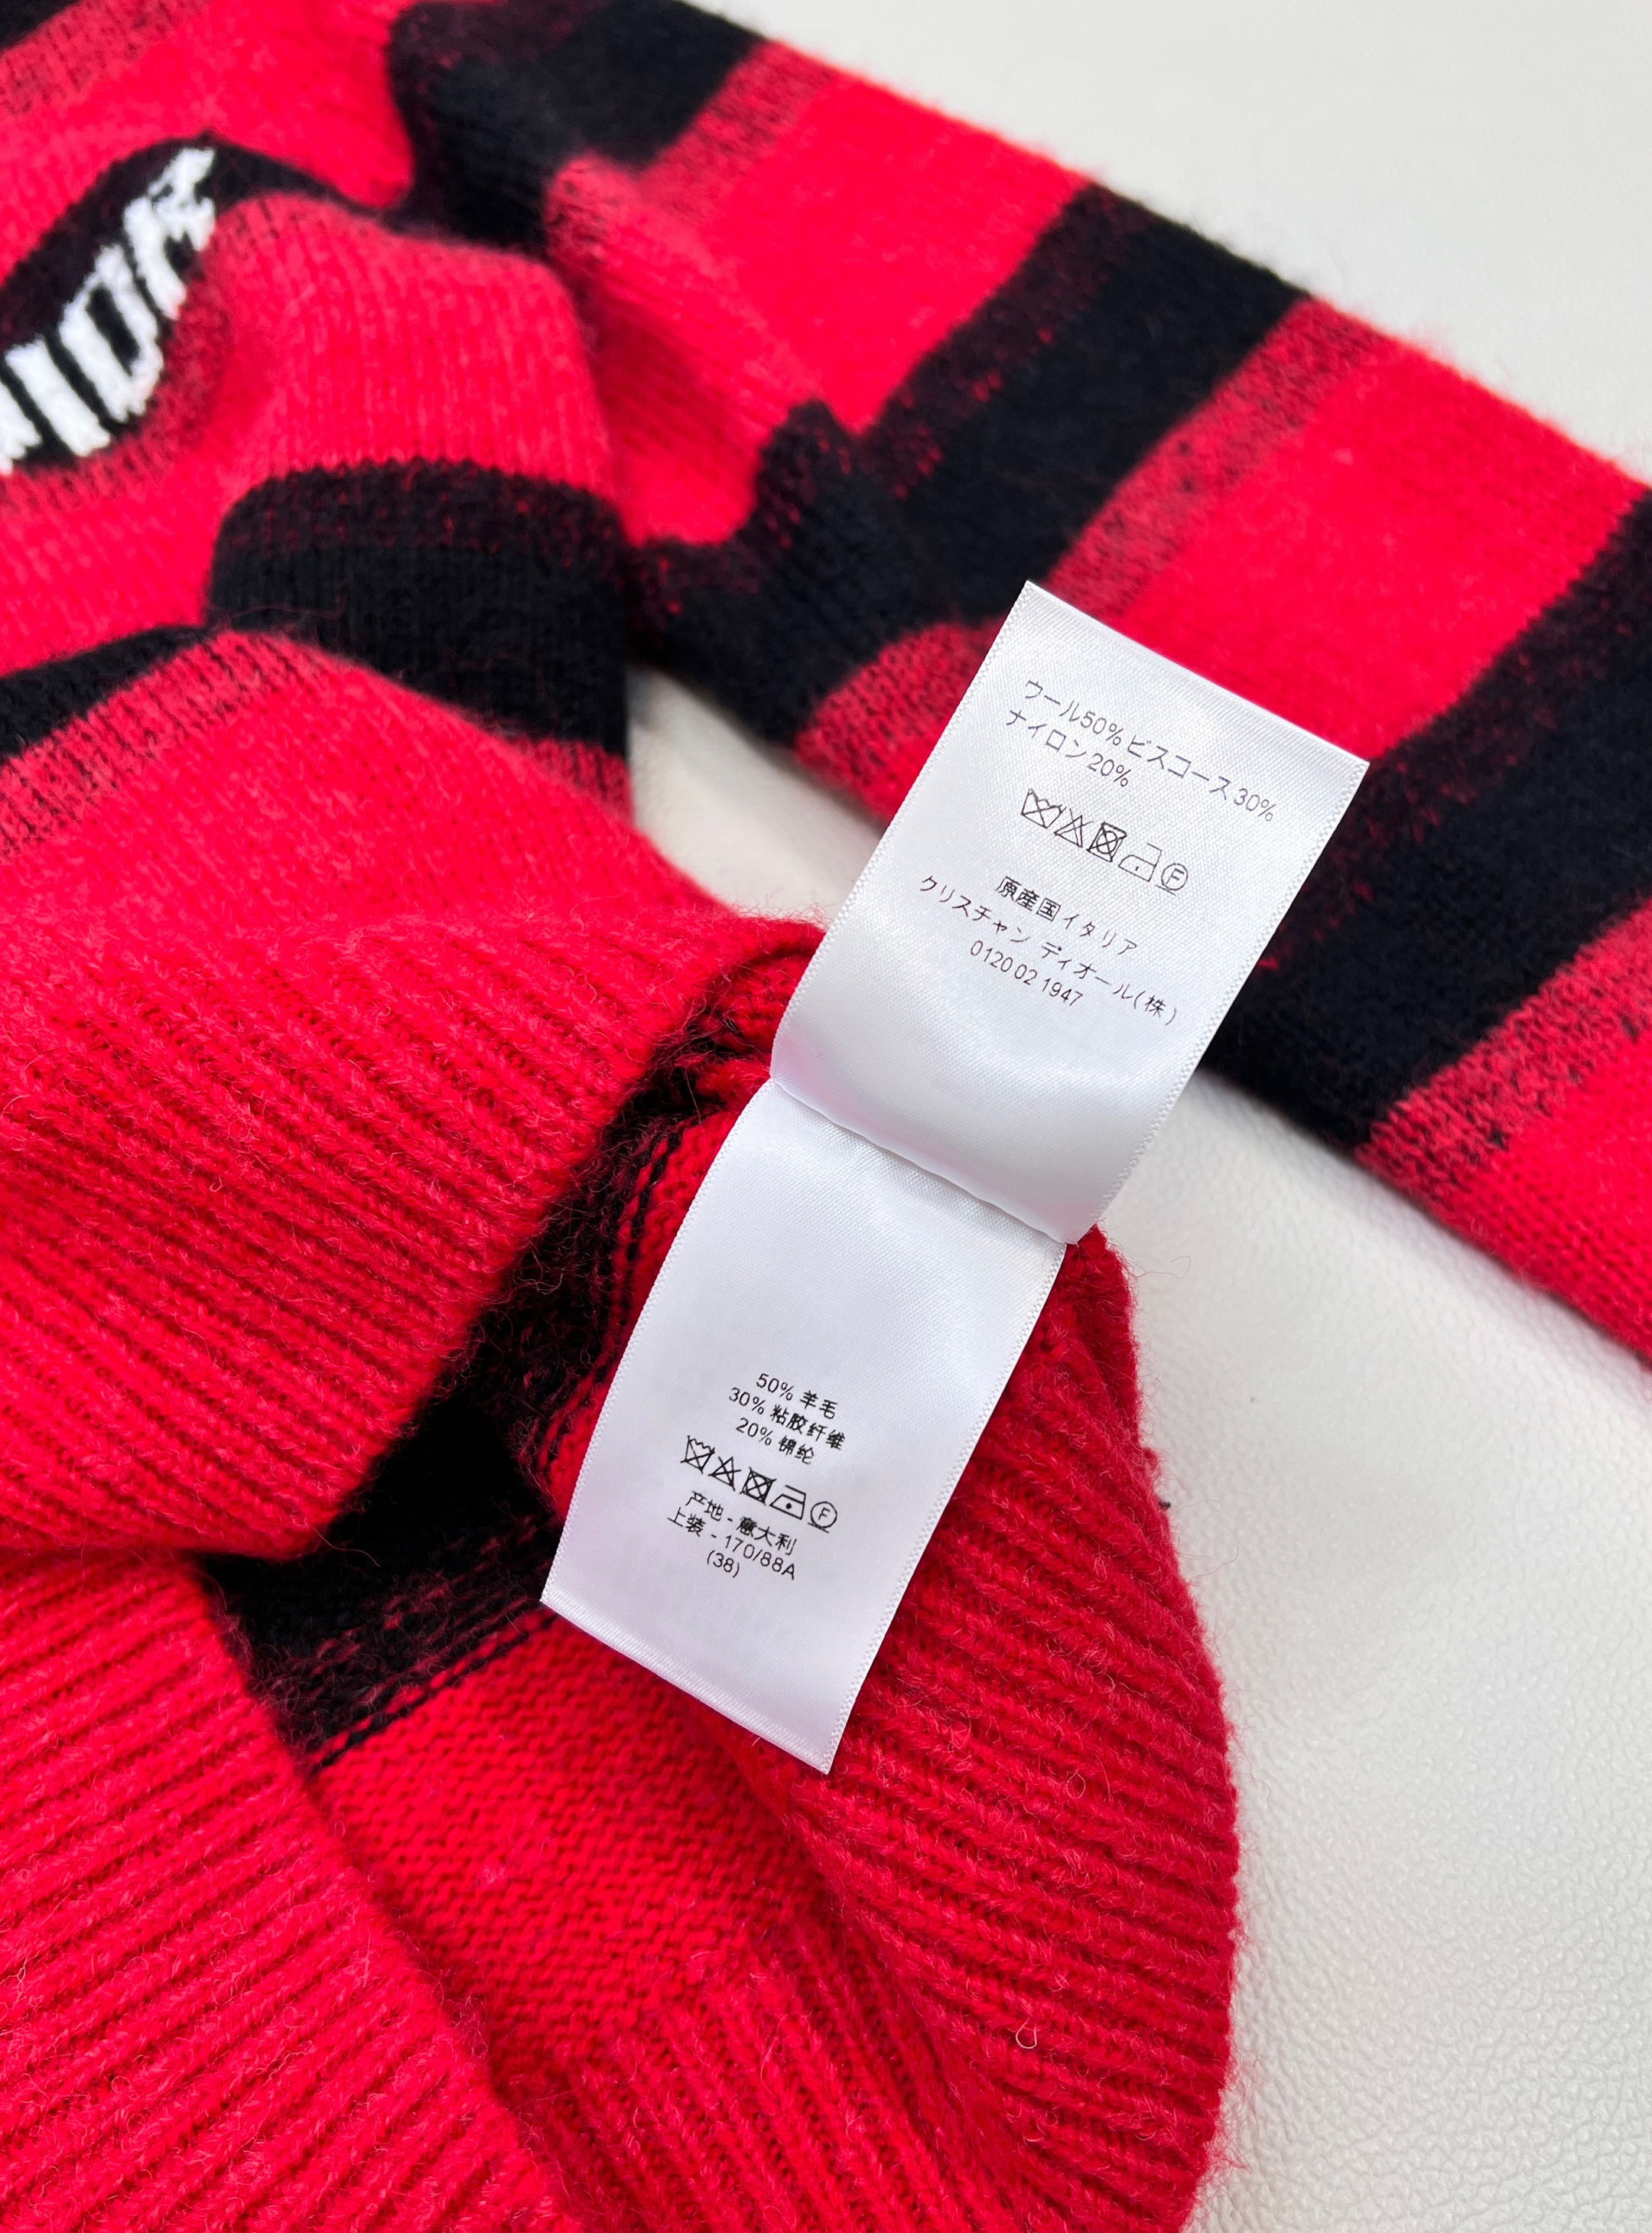 ウール50% ビスコース30%
ナイロン20%
F
原産国イタリア
クリスチャン ディオール(株)
0120 02 1947
50% 羊毛
30% 粘胶纤维
20% 锦纶
F
产地 - 意大利
上装 - 170/88A
(38)